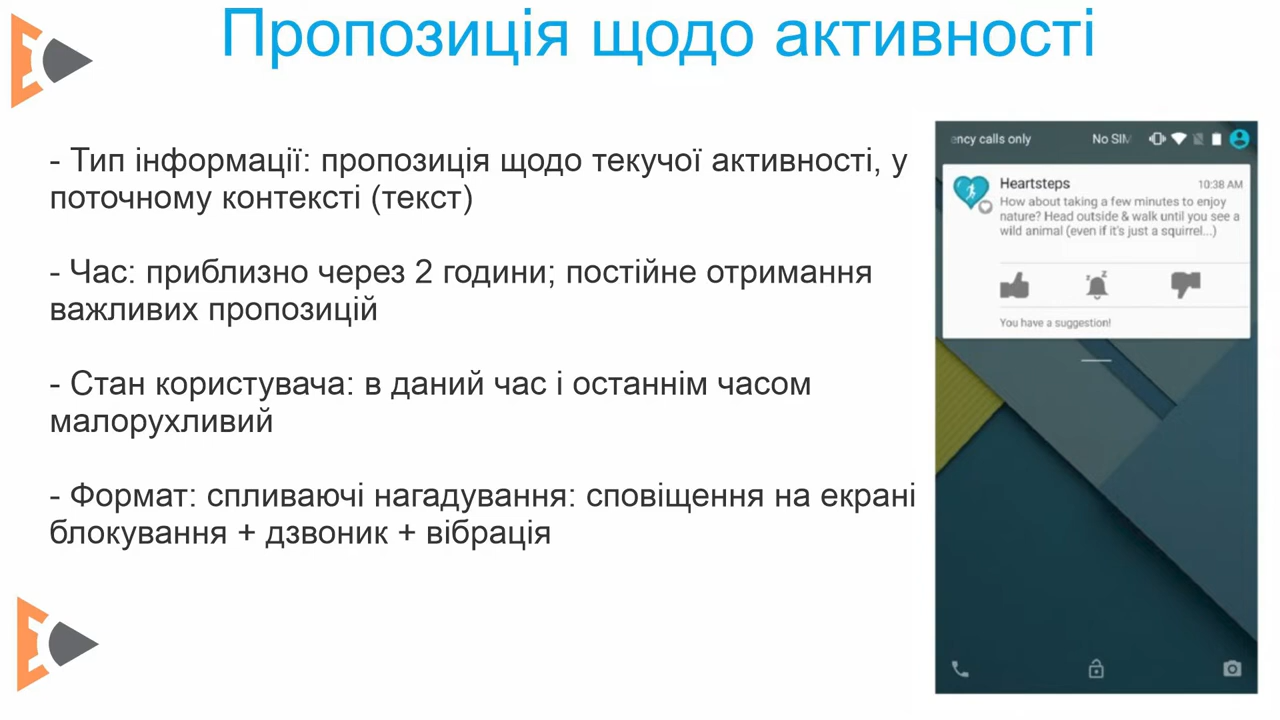 Пропозиція щодо активності
- Тип інформації: пропозиція щодо текучої активності, у
поточному контексті (текст)
- Час: приблизно через 2 години; постійне отримання
важливих пропозицій
- Стан користувача: в даний час і останнім часом
малорухливий
- Формат: спливаючі нагадування: сповіщення на екрані
блокування + дзвоник + вібрація
ency calls only No SIM
Heartsteps 10:38 AM
How about taking a few minutes to enjoy
nature? Head outside & walk until you see a
wild animal (even if it's just a squirrel...)
You have a suggestion!